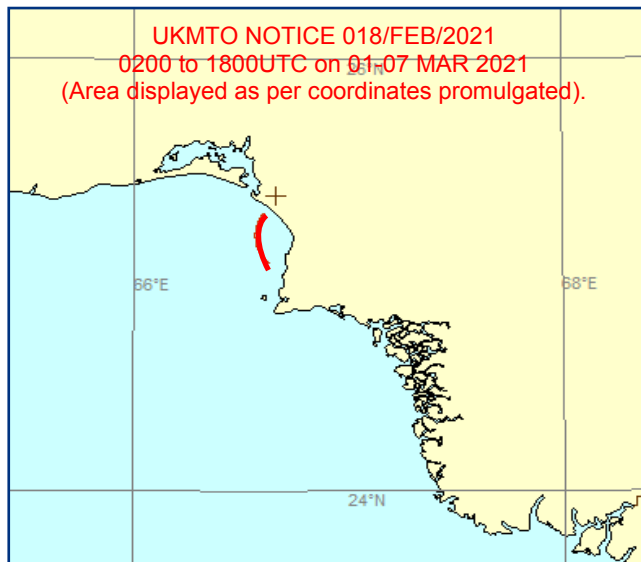 UKMTO NOTICE 018/FEB/2021
0200 to 1800UTC on 01-07 MAR 2021
26°N
(Area displayed as per coordinates promulgated).
66°E
68°E
24°N